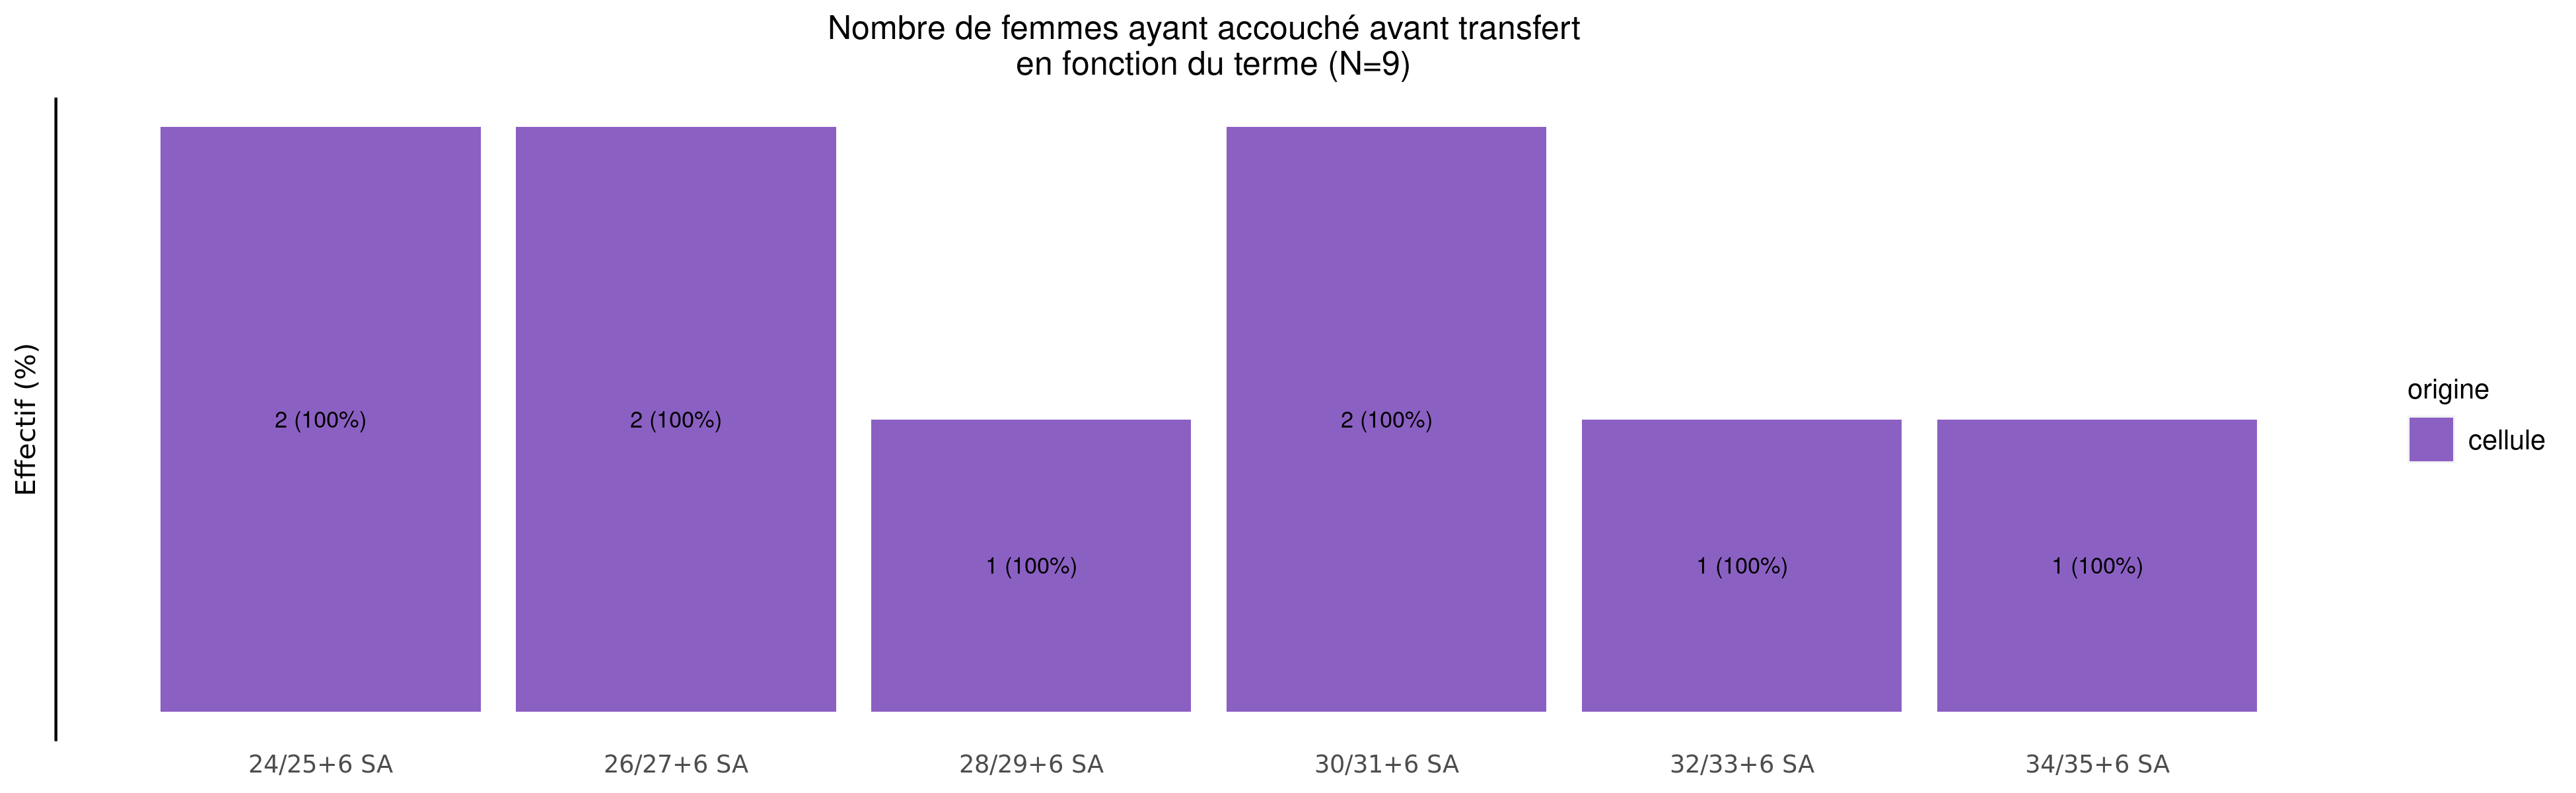 Nombre de femmes ayant accouché avant transfert
en fonction du terme (N=9)
Effectif (%)
2 (100%)
2 (100%)
1 (100%)
2 (100%)
1 (100%)
1 (100%)
24/25+6 SA
26/27+6 SA
28/29+6 SA
30/31+6 SA
32/33+6 SA
34/35+6 SA
origine
cellule